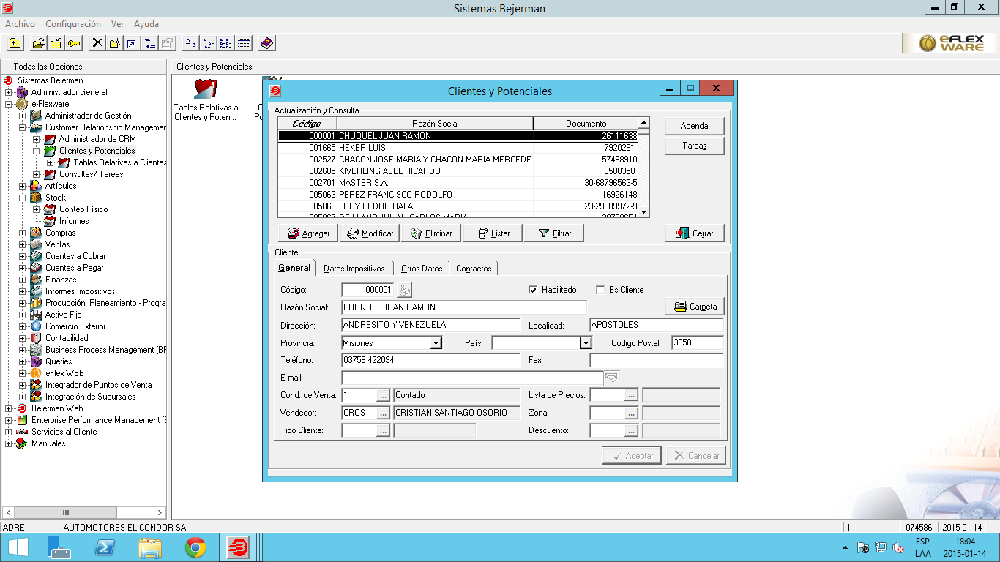 Sistemas Bejerman
Archivo Configuración Ver Ayuda
eFLEX
WARE
Todas las Opciones
Sistemas Bejerman
Administrador General
e-Flexware
Administrador de Gestión
Customer Relationship Managemer
Administrador de CRM
Clientes y Potenciales
Tablas Relativas a Clientes
Consultas/ Tareas
Artículos
Stock
Conteo Físico
Informes
Compras
Ventas
Cuentas a Cobrar
Cuentas a Pagar
Finanzas
Informes Impositivos
Producción: Planeamiento - Progra
Activo Fijo
Comercio Exterior
Contabilidad
Business Process Management (BF
Queries
eFlex WEB
Integrador de Puntos de Venta
Integración de Sucursales
Bejerman Web
Enterprise Performance Management (E
Servicios al Cliente
Manuales
Clientes y Potenciales
Tablas Relativas a
Clientes y Poten...
Clientes y Potenciales
Actualización y Consulta
Código Razón Social Documento
000001 CHUQUEL JUAN RAMON 26111638
001665 HEKER LUIS 7920291
002527 CHACON JOSE MARIA Y CHACON MARIA MERCEDE 57488910
002605 KIVERLING ABEL RICARDO 8500350
002701 MASTER S.A. 30-68796563-5
005063 PEREZ FRANCISCO RODOLFO 16926148
005066 FROY PEDRO RAFAEL 23-29089972-9
Agenda
Tareas
Agregar Modificar Eliminar Listar Filtrar Cerrar
Cliente
General Datos Impositivos Otros Datos Contactos
Código: 000001 Habilitado Es Cliente
Razón Social: CHUQUEL JUAN RAMON Carpeta
Dirección: ANDRESITO Y VENEZUELA Localidad: APOSTOLES
Provincia: Misiones País: Código Postal: 3350
Teléfono: 03758 422094 Fax:
E-mail:
Cond. de Venta: 1 ... Contado Lista de Precios: ...
Vendedor: CROS ... CRISTIAN SANTIAGO OSORIO Zona: ...
Tipo Cliente: ... Descuento: ...
Aceptar Cancelar
ADRE AUTOMOTORES EL CONDOR SA 1 074586 2015-01-14
ESP 18:04
LAA 2015-01-14